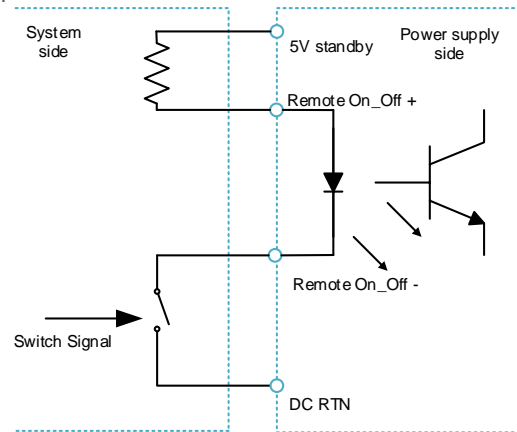 System
side
5V standby
Power supply
side
Remote On_Off +
Remote On_Off -
Switch Signal
DC RTN